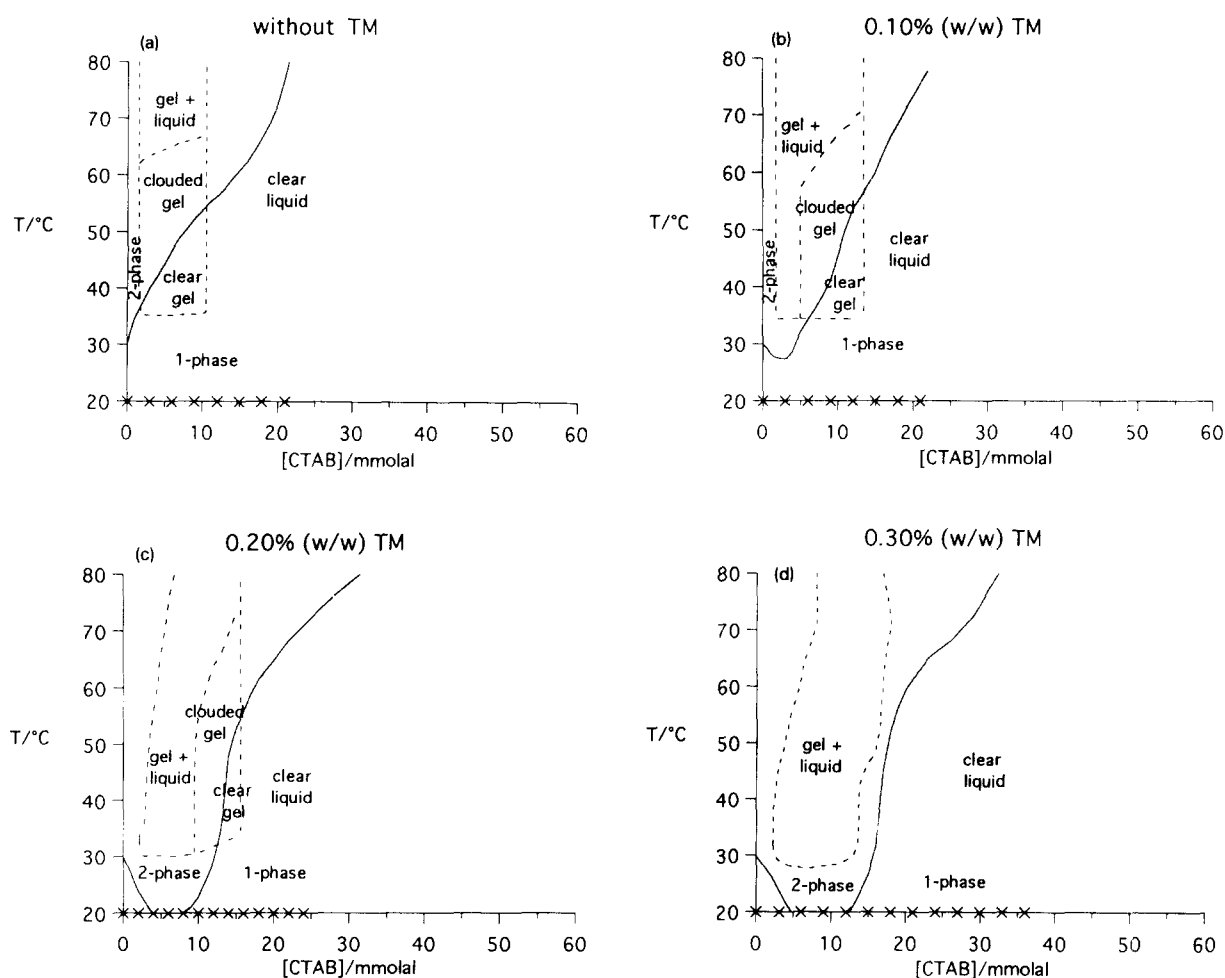 without TM
(a)
80
70
60
50
40
30
20
T/°C
gel +
liquid
clouded
gel
clear
liquid
2-phase
clear
gel
1-phase
0 10 20 30 40 50 60
[CTAB]/mmolal
0.10% (w/w) TM
(b)
80
70
60
50
40
30
20
T/°C
gel +
liquid
clouded
gel
clear
liquid
2-phase
clear
gel
1-phase
0 10 20 30 40 50 60
[CTAB]/mmolal
0.20% (w/w) TM
(c)
80
70
60
50
40
30
20
T/°C
clouded
gel
gel +
liquid
clear
gel
clear
liquid
2-phase
1-phase
0 10 20 30 40 50 60
[CTAB]/mmolal
0.30% (w/w) TM
(d)
80
70
60
50
40
30
20
T/°C
gel +
liquid
clear
liquid
2-phase
1-phase
0 10 20 30 40 50 60
[CTAB]/mmolal